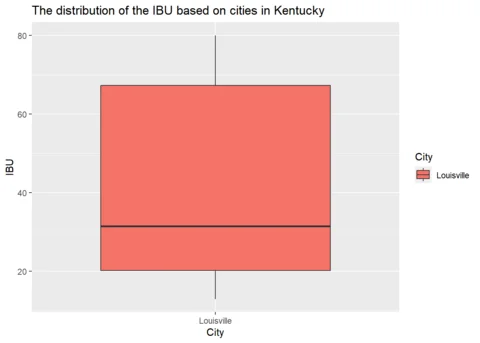 The distribution of the IBU based on cities in Kentucky
80
60
40
20
IBU
Louisville
City
City
Louisville